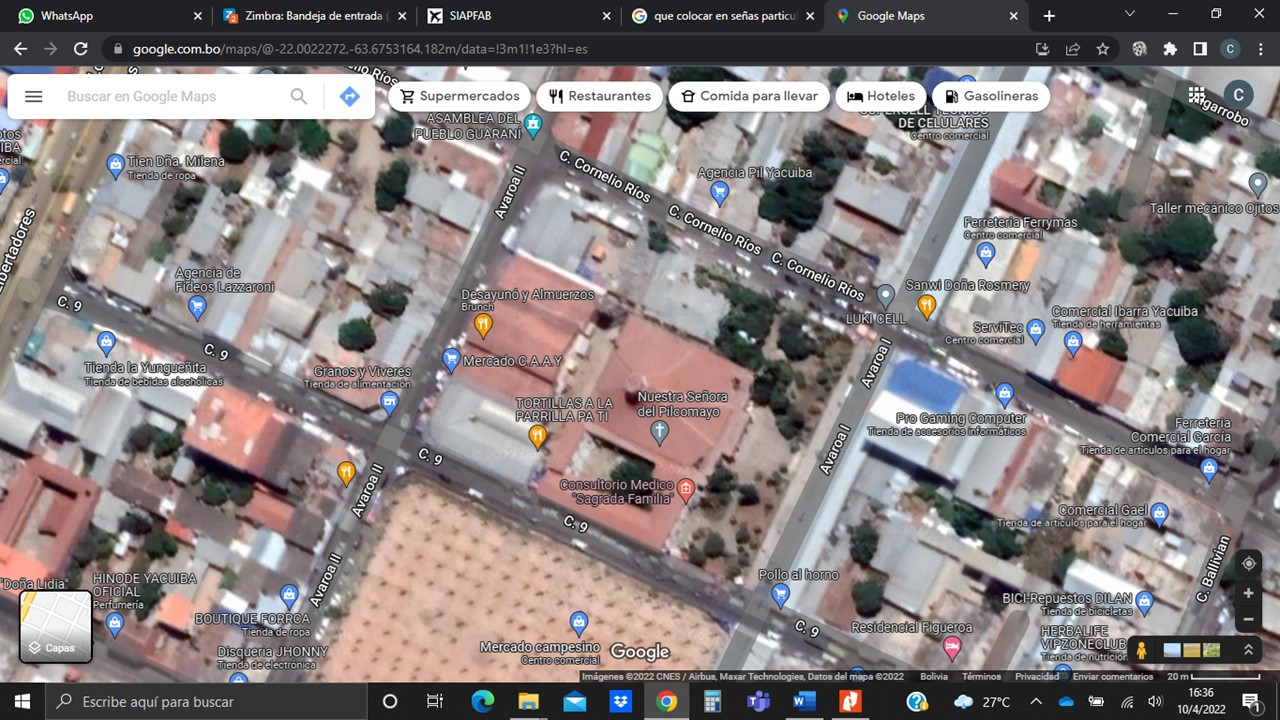 WhatsApp
Zimbra: Bandeja de entrada (
SIAPFAB
que colocar en señas particul
Google Maps
google.com.bo/maps/@-22.0022272,-63.6753164,182m/data=!3m1!1e3?hl=es
C
Buscar en Google Maps
Supermercados
Restaurantes
Comida para llevar
Hoteles
Gasolineras
C
ASAMBLEA DEL
PUEBLO GUARANÍ
DE CELULARES
Centro comercial
Tien Dña. Milena
Tienda de ropa
Avaroa II
C. Cornelio Ríos
C. Cornelio Ríos
C. Cornelio Ríos
Agencia Pil Yacuiba
Taller mecánico Ojitos
Ferreteria Ferrymas
Centro comercial
Libertadores
Agencia de
Fideos Lazzaroni
C. 9
C. 9
Desayunó y Almuerzos
Brunch
Sanwi Doña Rosmery
LUKI CELL
ServiTec
Centro comercial
Comercial Ibarra Yacuiba
Tienda de herramientas
Tienda la Yungueñita
Tienda de bebidas alcohólicas
Granos y Viveres
Tienda de alimentación
Mercado C.A.A.Y
Avaroa I
TORTILLAS A LA
PARRILLA PA TI
Nuestra Señora
del Pilcomayo
Pro Gaming Computer
Tienda de accesorios informáticos
Ferreteria
Comercial García
Tienda de artículos para el hogar
C. 9
Avaroa I
Avaroa II
Consultorio Medico
"Sagrada Familia"
C. 9
Comercial Gael
Tienda de artículos para el hogar
Avaroa II
C. Ballivian
"Doña Lidia"
HINODE YACUIBA
OFICIAL
Perfumería
BOUTIQUE FORRCA
Tienda de ropa
Disqueria JHONNY
Tienda de electrónica
Pollo al horno
C. 9
Residencial Figueroa
BICI-Repuestos DILAN
Tienda de bicicletas
HERBALIFE
VIPZONECLUB
Tienda de nutrición
Mercado campesino
Centro comercial
Capas
Google
Imágenes ©2022 CNES / Airbus, Maxar Technologies, Datos del mapa ©2022
Bolivia
Términos
Privacidad
Enviar comentarios
20 m
Escribe aquí para buscar
27°C
16:36
10/4/2022